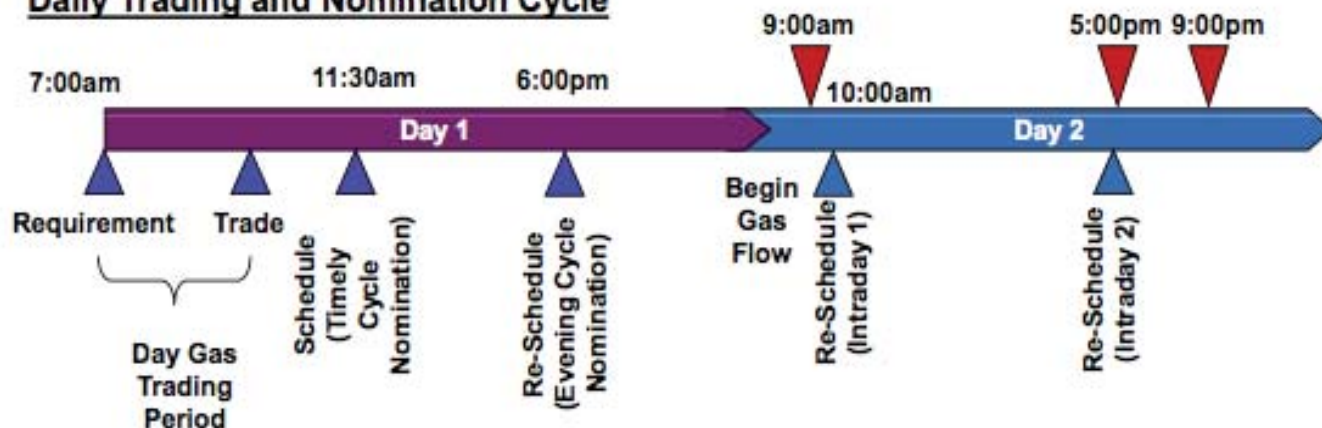 Daily Trading and Nomination Cycle
9:00am
5:00pm 9:00pm
7:00am
11:30am
6:00pm
10:00am
Day 1
Day 2
Requirement
Trade
Schedule
(Timely
Cycle
Nomination)
Re-Schedule
(Evening Cycle
Nomination)
Begin
Gas
Flow
Re-Schedule
(Intraday 1)
Re-Schedule
(Intraday 2)
Day Gas
Trading
Period